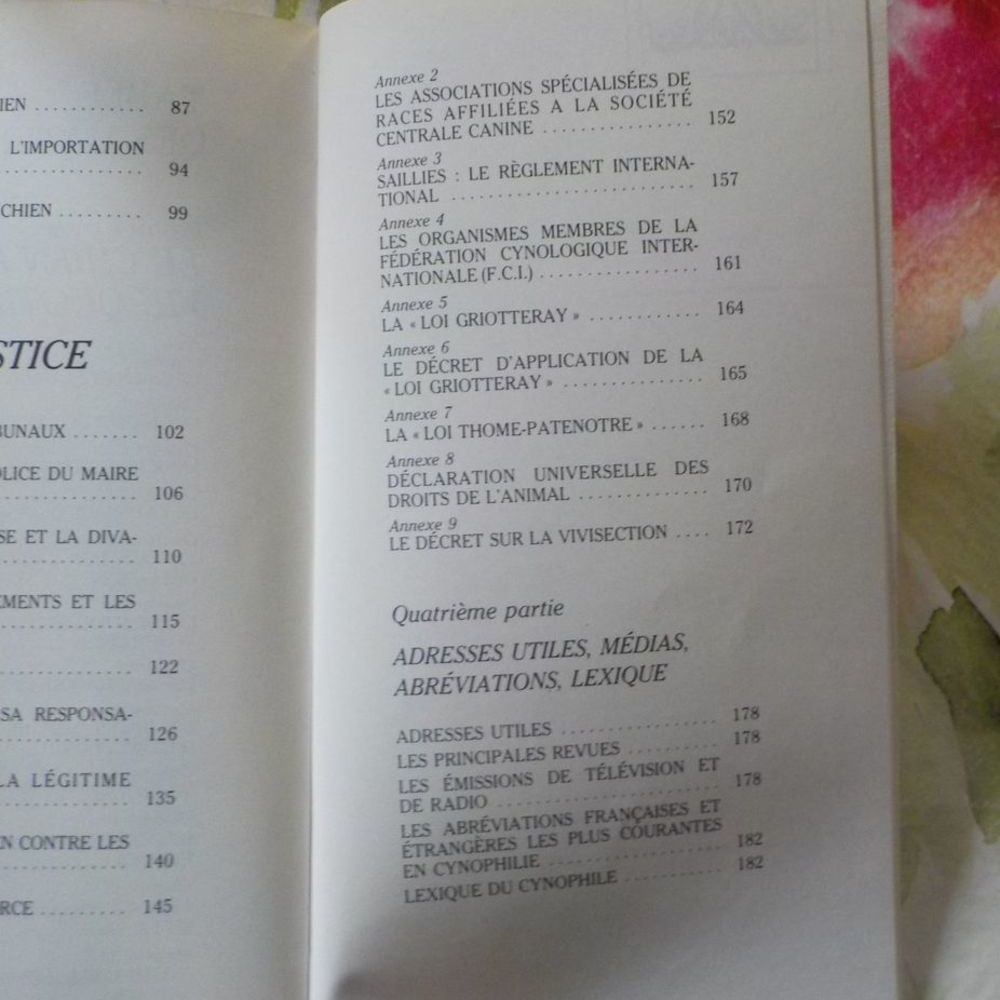 IEN ............ 87
L'IMPORTATION
................ 94
CHIEN ......... 99
STICE
BUNAUX ....... 102
OLICE DU MAIRE
................ 106
SE ET LA DIVA-
................ 110
EMENTS ET LES
................ 115
................ 122
SA RESPONSA-
................ 126
LA LÉGITIME
................ 135
EN CONTRE LES
................ 140
RCE ......... 145
Annexe 2
LES ASSOCIATIONS SPÉCIALISÉES DE
RACES AFFILIÉES A LA SOCIÉTÉ
CENTRALE CANINE ................ 152
Annexe 3
SAILLIES : LE RÈGLEMENT INTERNA-
TIONAL ......................... 157
Annexe 4
LES ORGANISMES MEMBRES DE LA
FÉDÉRATION CYNOLOGIQUE INTER-
NATIONALE (F.C.I.) ................. 161
Annexe 5
LA « LOI GRIOTTERAY » ............ 164
Annexe 6
LE DÉCRET D'APPLICATION DE LA
« LOI GRIOTTERAY » ............... 165
Annexe 7
LA « LOI THOME-PATENOTRE » ...... 168
Annexe 8
DÉCLARATION UNIVERSELLE DES
DROITS DE L'ANIMAL .............. 170
Annexe 9
LE DÉCRET SUR LA VIVISECTION .... 172
Quatrième partie
ADRESSES UTILES, MÉDIAS,
ABRÉVIATIONS, LEXIQUE
ADRESSES UTILES ................. 178
LES PRINCIPALES REVUES .......... 178
LES ÉMISSIONS DE TÉLÉVISION ET
DE RADIO ........................ 178
LES ABRÉVIATIONS FRANÇAISES ET
ÉTRANGÈRES LES PLUS COURANTES
EN CYNOPHILIE ................... 182
LEXIQUE DU CYNOPHILE ........... 182